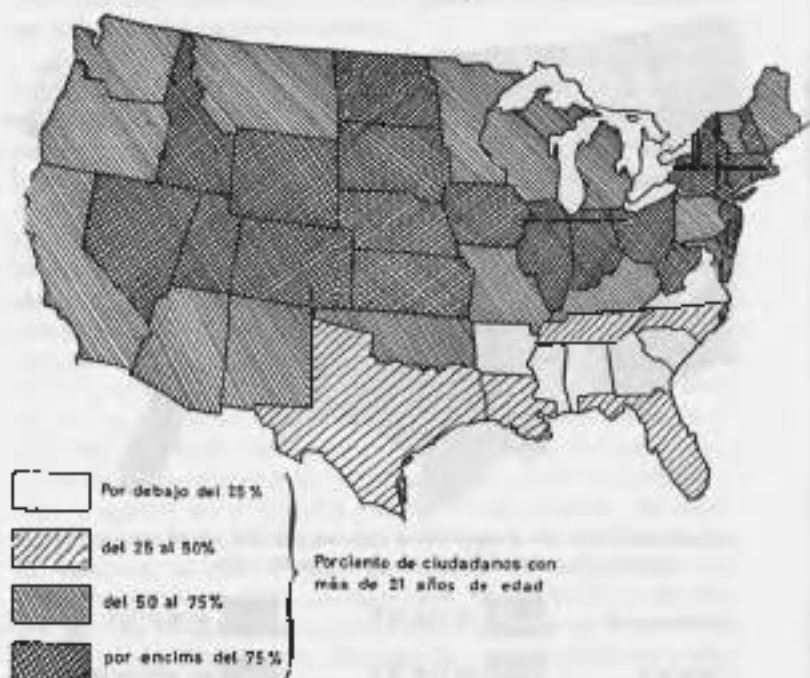 Por debajo del 25%
del 25 al 50%
Porciento de ciudadanos con
más de 21 años de edad
del 50 al 75%
por encima del 75%